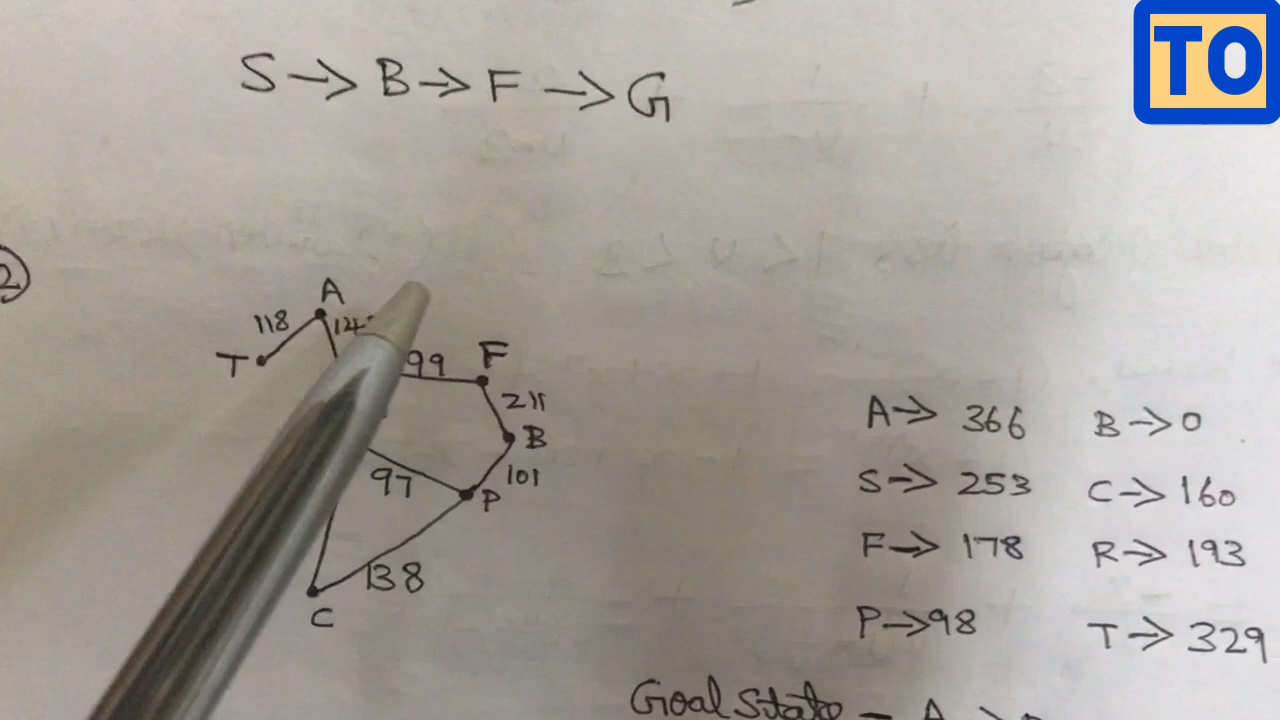 TO
S → B → F → G
2
A
118
T
99
F
211
B
101
97
P
138
C
A → 366 B → 0
S → 253 C → 160
F → 178 R → 193
P → 98 T → 329
Goal State - A →